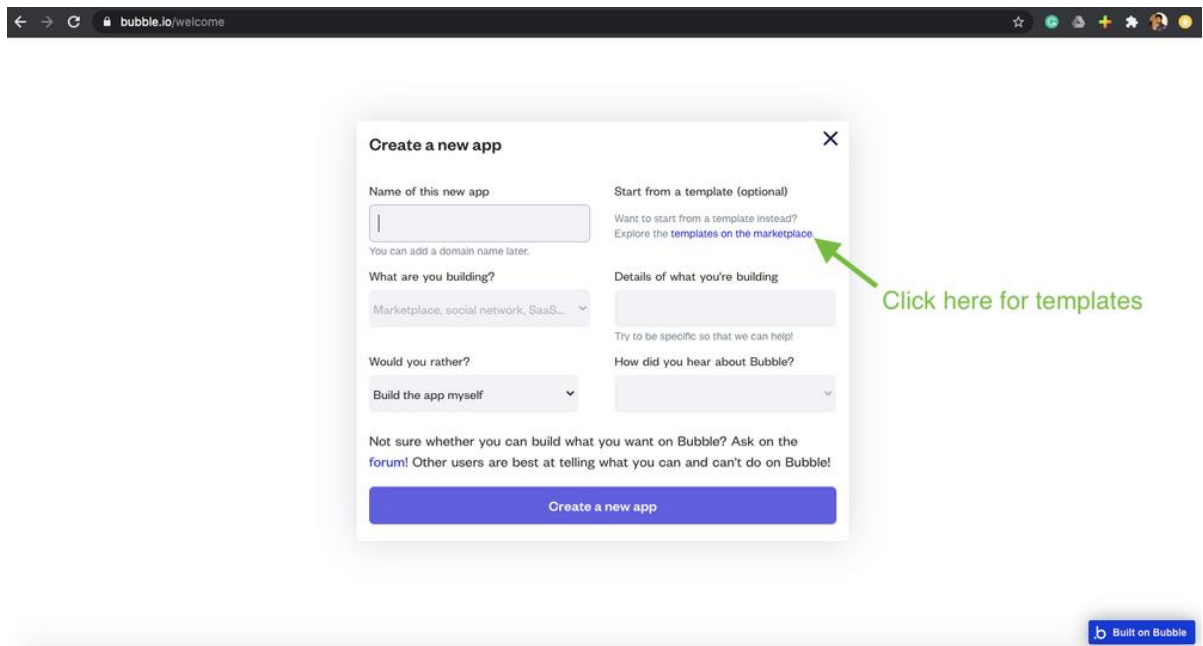 bubble.io/welcome
Create a new app
Name of this new app
Start from a template (optional)
Want to start from a template instead?
Explore the templates on the marketplace.
You can add a domain name later.
What are you building?
Details of what you're building
Marketplace, social network, SaaS...
Try to be specific so that we can help!
Click here for templates
Would you rather?
How did you hear about Bubble?
Build the app myself
Not sure whether you can build what you want on Bubble? Ask on the
forum! Other users are best at telling what you can and can't do on Bubble!
Create a new app
Built on Bubble